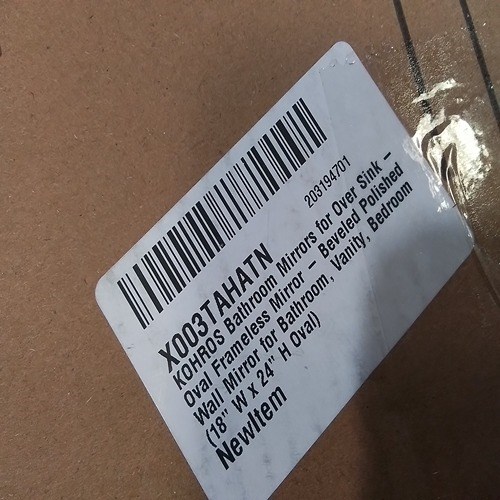 203194701
X003TAHATN
KOHROS Bathroom Mirrors for Over Sink –
Oval Frameless Mirror – Beveled Polished
Wall Mirror for Bathroom, Vanity, Bedroom
(18" W x 24" H Oval)
NewItem